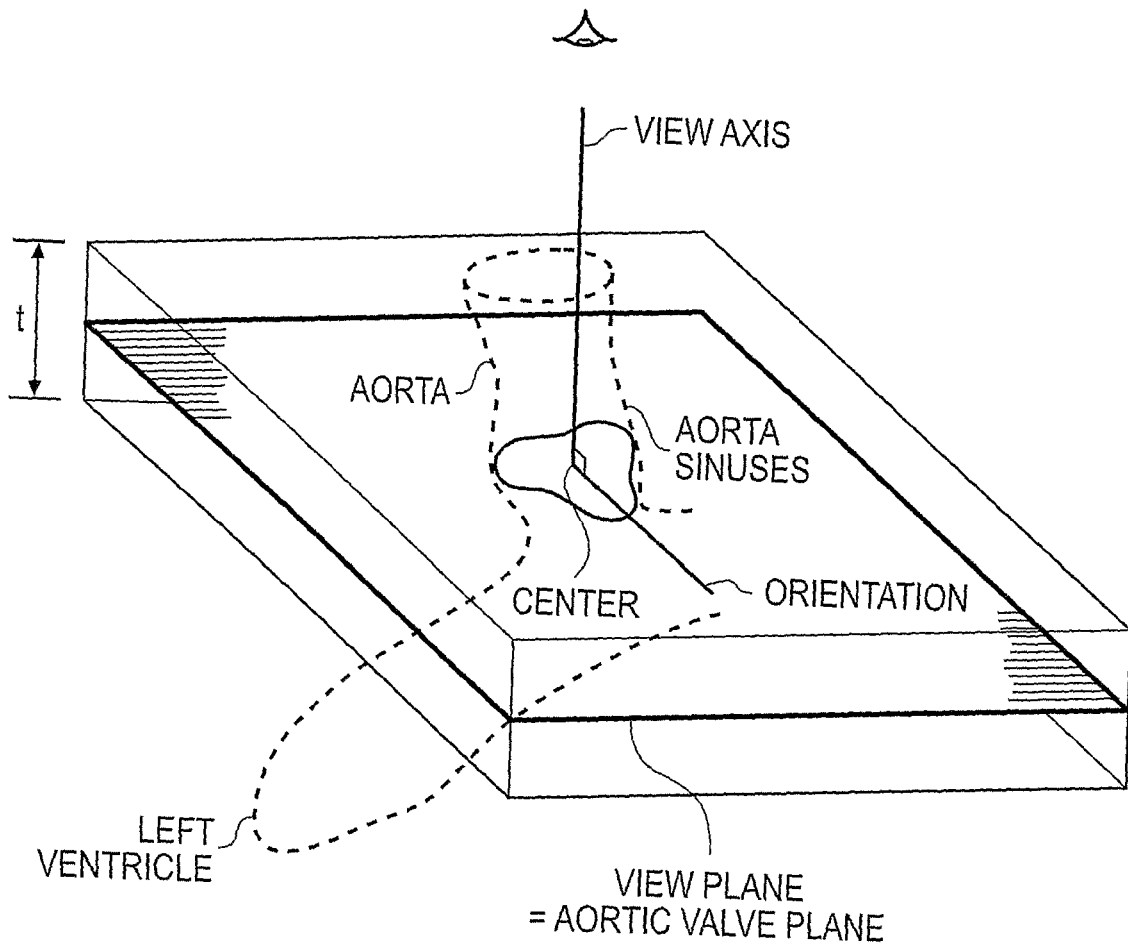 VIEW AXIS
t
AORTA
AORTA
SINUSES
CENTER
ORIENTATION
LEFT
VENTRICLE
VIEW PLANE
= AORTIC VALVE PLANE